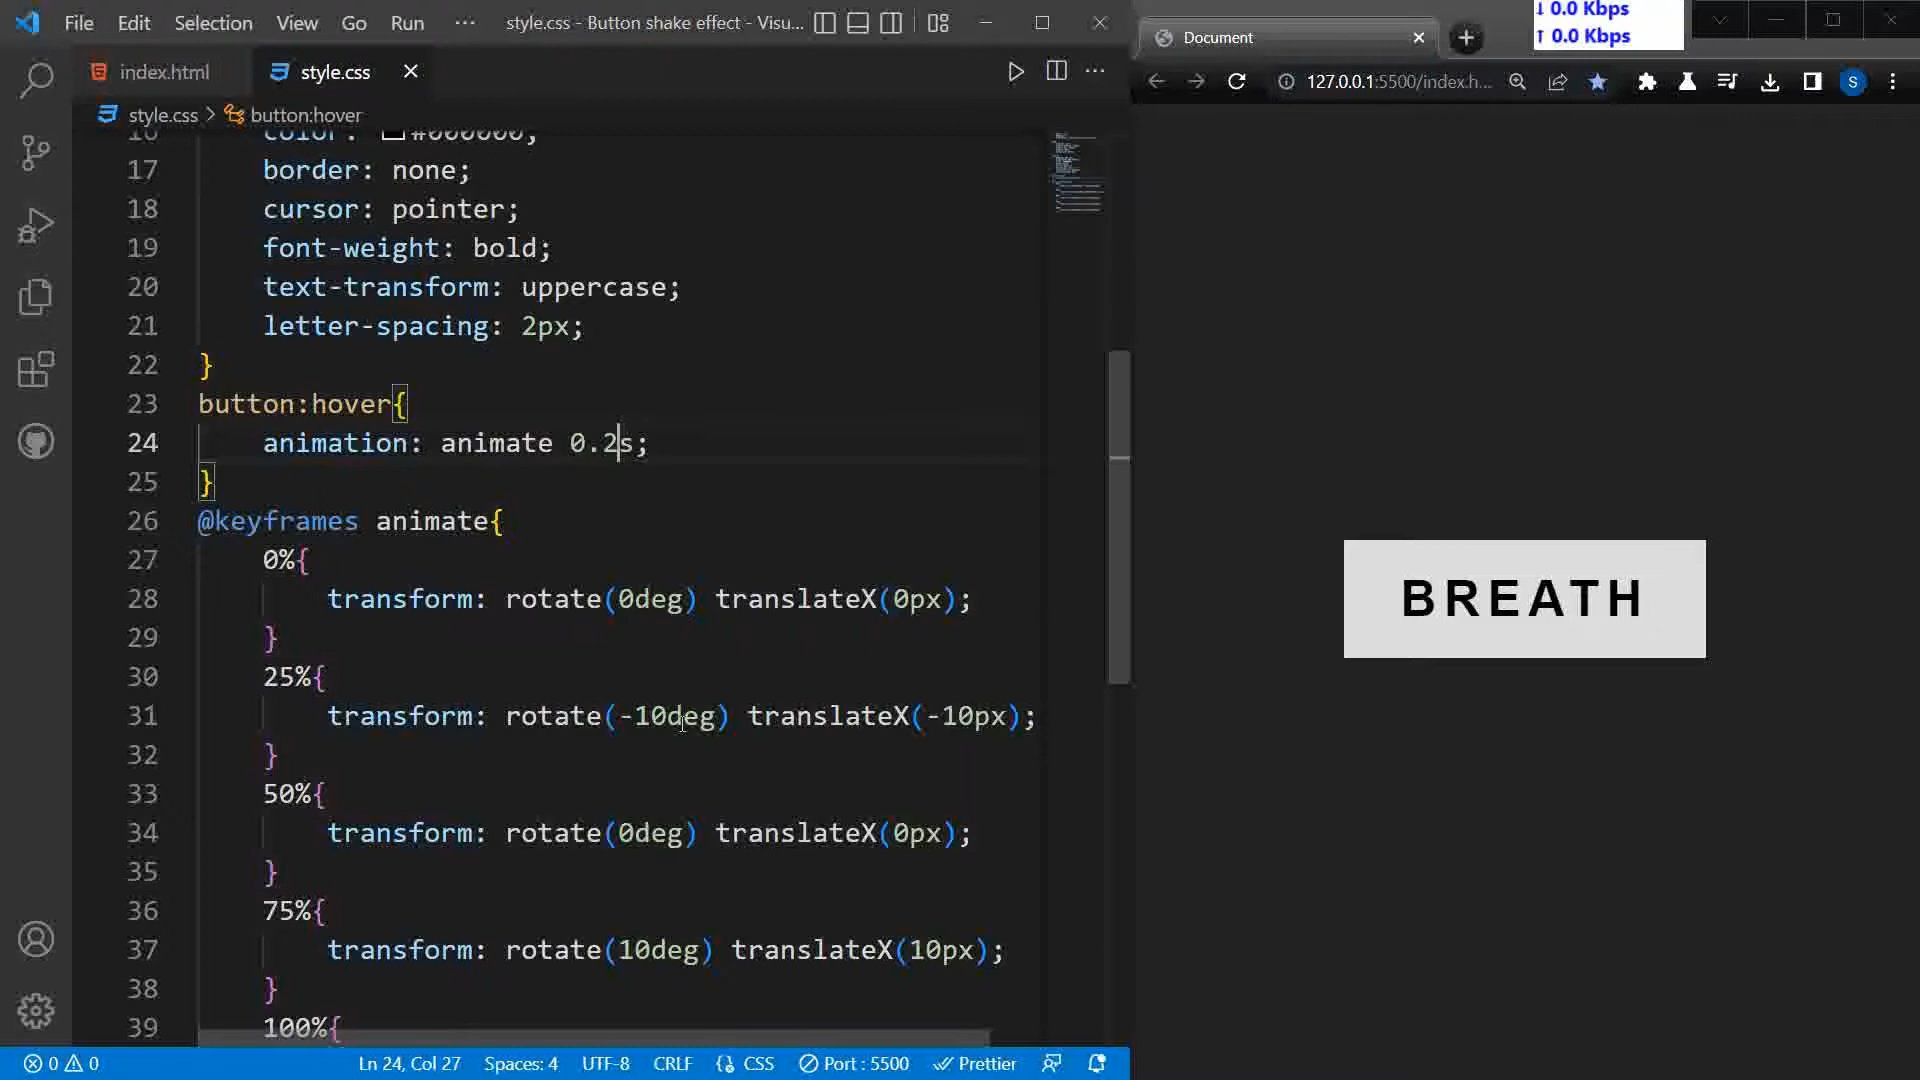 File Edit Selection View Go Run ··· style.css - Button shake effect - Visu...
index.html style.css
style.css > button:hover
16 color: #000000;
17 border: none;
18 cursor: pointer;
19 font-weight: bold;
20 text-transform: uppercase;
21 letter-spacing: 2px;
22 }
23 button:hover{
24 animation: animate 0.2s;
25 }
26 @keyframes animate{
27 0%{
28 transform: rotate(0deg) translateX(0px);
29 }
30 25%{
31 transform: rotate(-10deg) translateX(-10px);
32 }
33 50%{
34 transform: rotate(0deg) translateX(0px);
35 }
36 75%{
37 transform: rotate(10deg) translateX(10px);
38 }
39 100%{
0 0 Ln 24, Col 27 Spaces: 4 UTF-8 CRLF {} CSS Port : 5500 Prettier
Document
↓ 0.0 Kbps
↑ 0.0 Kbps
127.0.0.1:5500/index.h...
S
BREATH